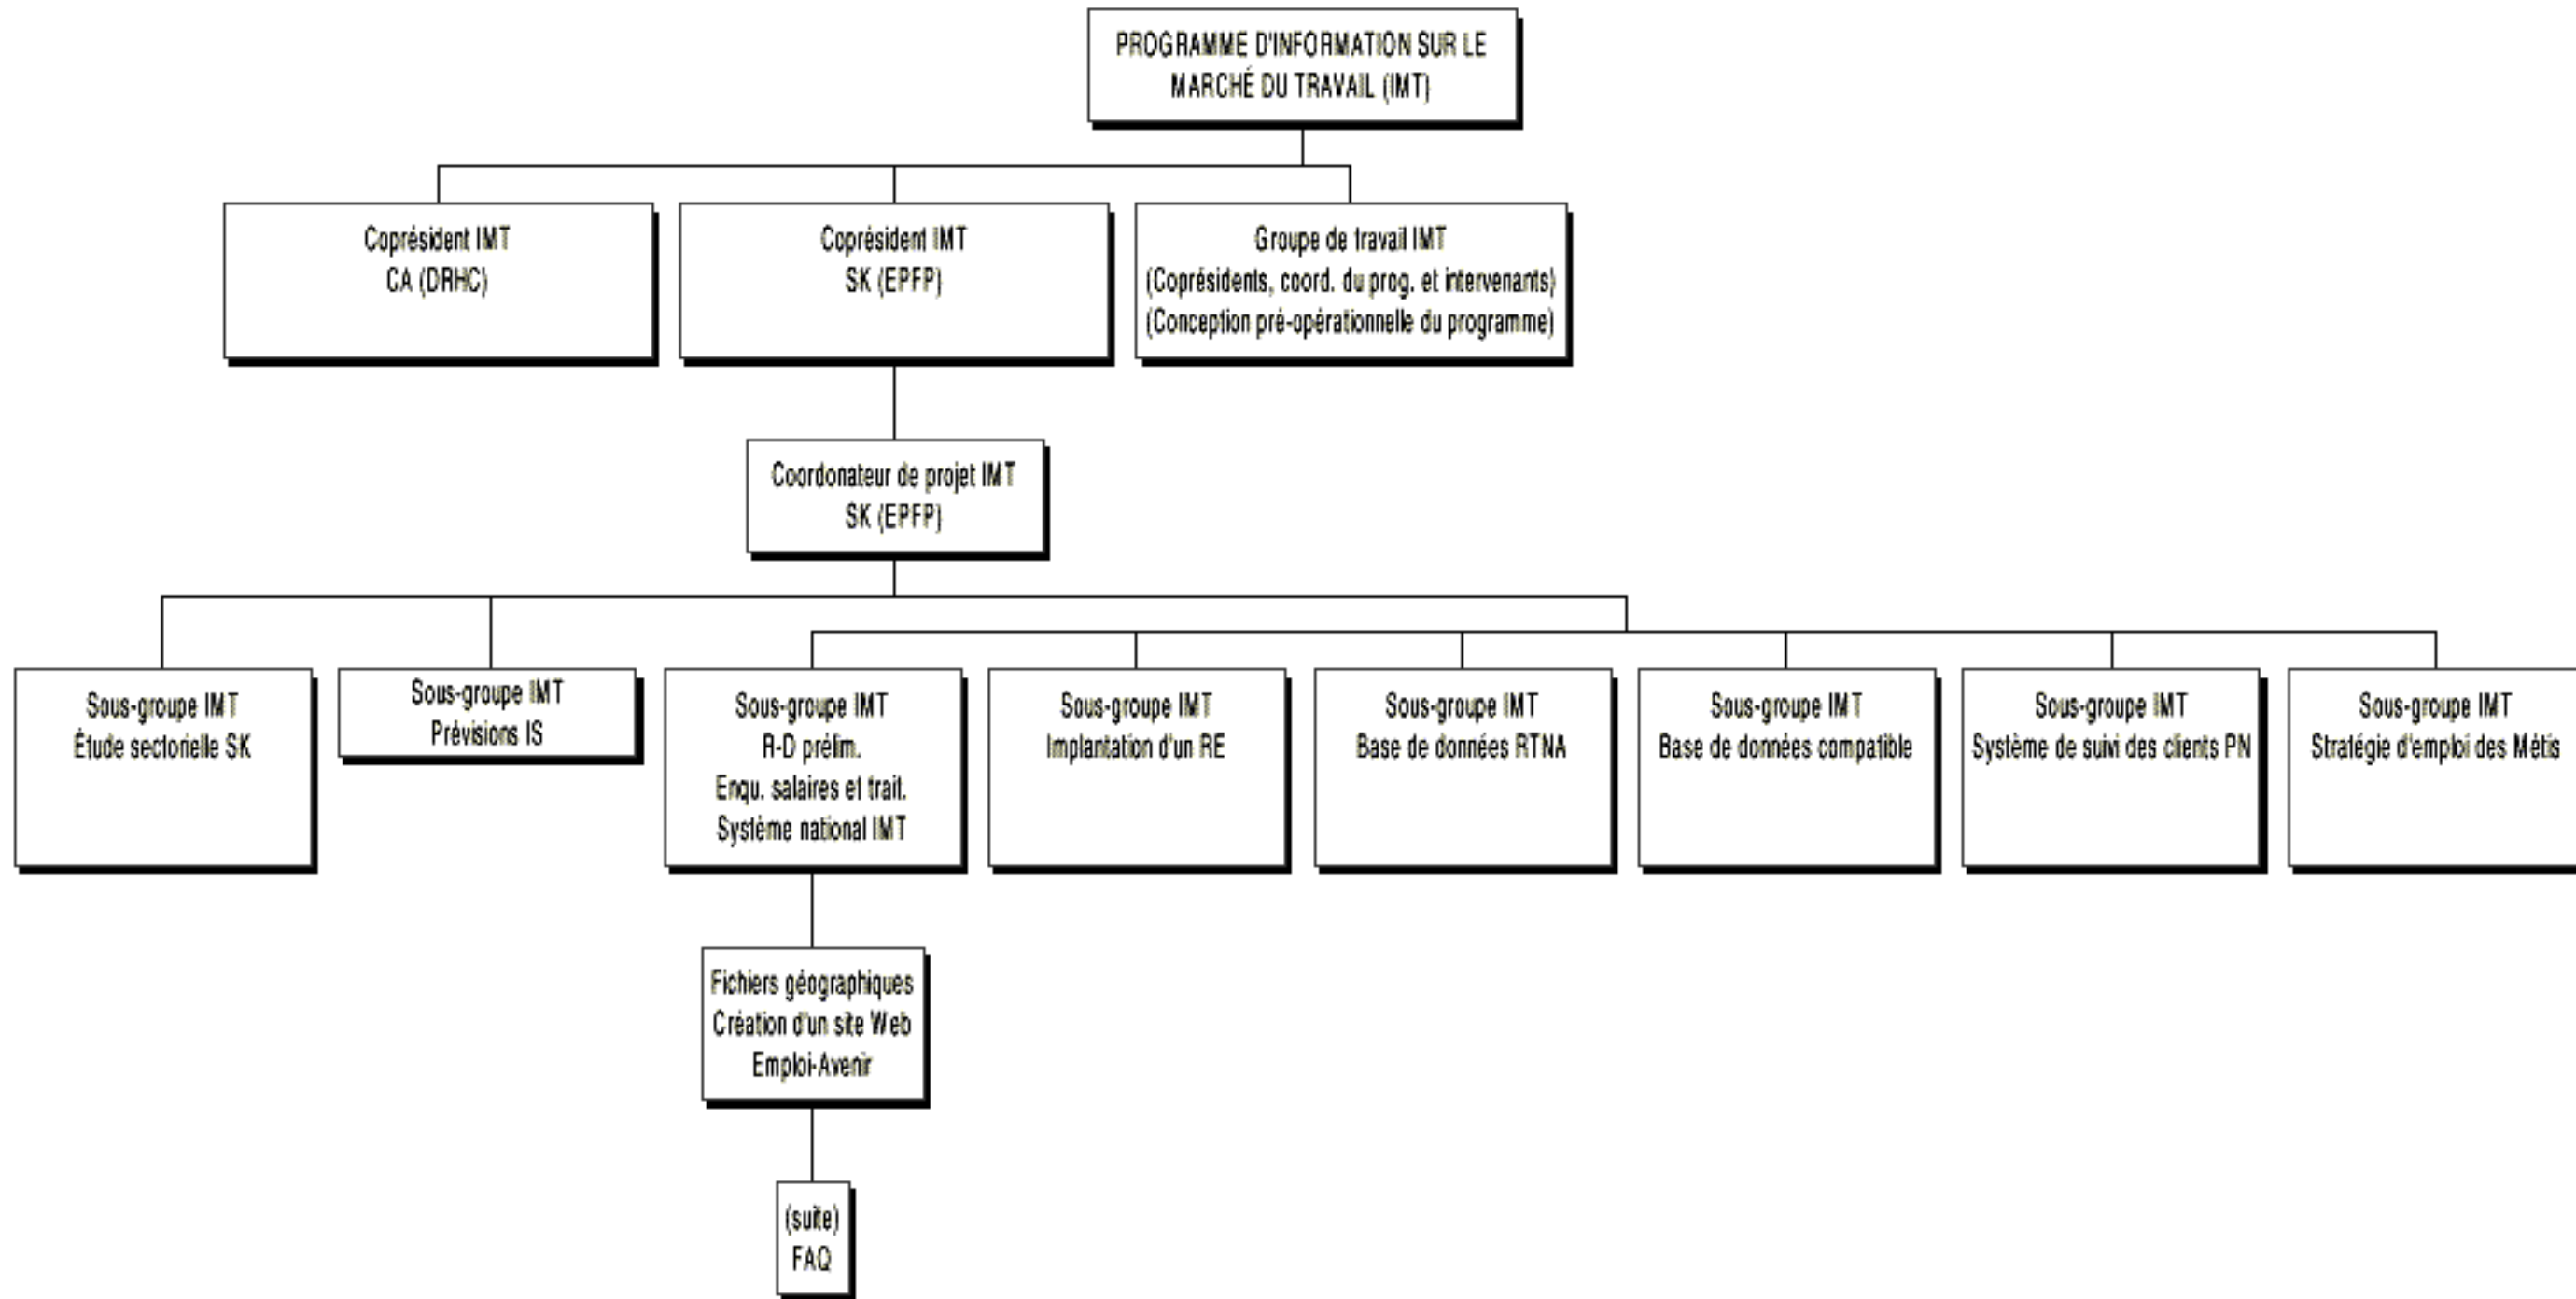 PROGRAMME D'INFORMATION SUR LE
MARCHÉ DU TRAVAIL (IMT)
Coprésident IMT
CA (DRHC)
Coprésident IMT
SK (EPFP)
Groupe de travail IMT
(Coprésidents, coord. du prog. et intervenants)
(Conception pré-opérationnelle du programme)
Coordonateur de projet IMT
SK (EPFP)
Sous-groupe IMT
Étude sectorielle SK
Sous-groupe IMT
Prévisions IS
Sous-groupe IMT
R-D prélim.
Enqu. salaires et trait.
Système national IMT
Sous-groupe IMT
Implantation d'un RE
Sous-groupe IMT
Base de données RTNA
Sous-groupe IMT
Base de données compatible
Sous-groupe IMT
Système de suivi des clients PN
Sous-groupe IMT
Stratégie d'emploi des Métis
Fichiers géographiques
Création d'un site Web
Emploi-Avenir
(suite)
FAQ